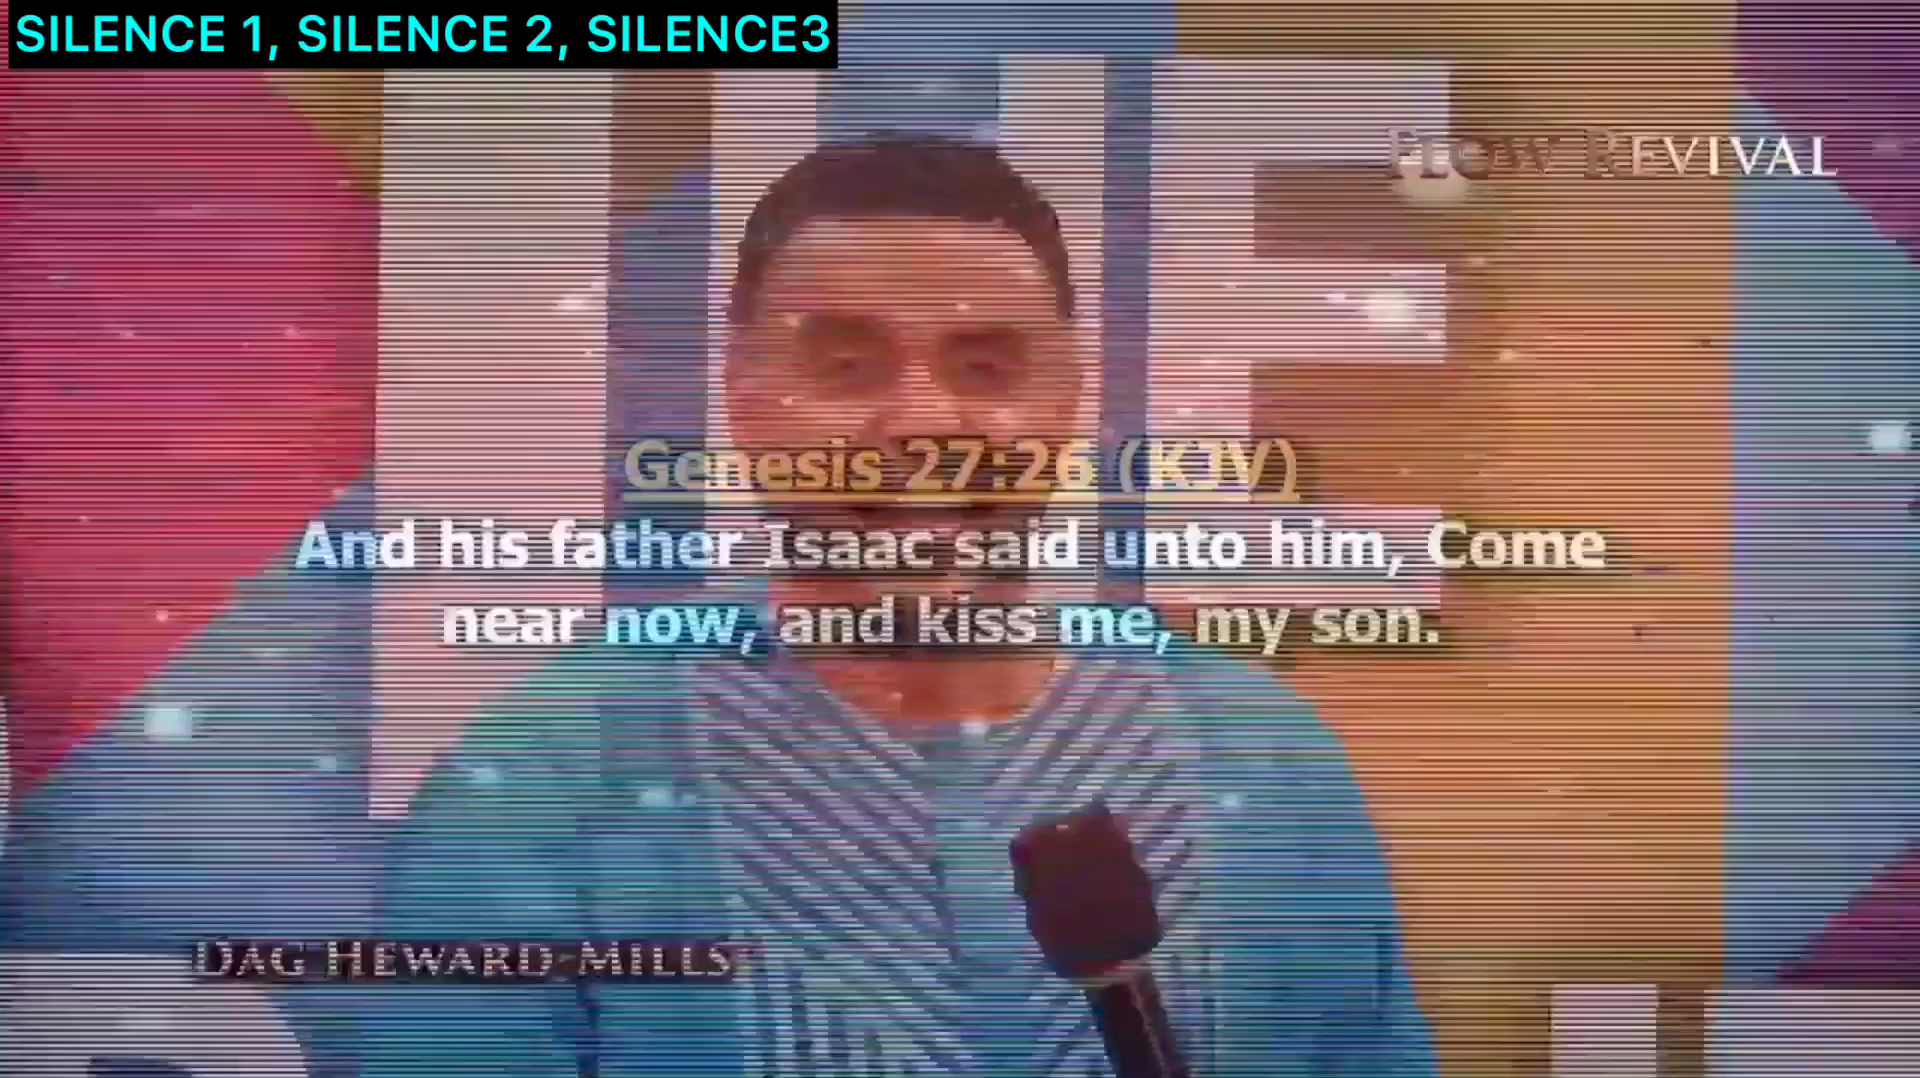 SILENCE 1, SILENCE 2, SILENCE3
FLOW REVIVAL
Genesis 27:26 (KJV)
And his father Isaac said unto him, Come
near now, and kiss me, my son.
DAG HEWARD-MILLS